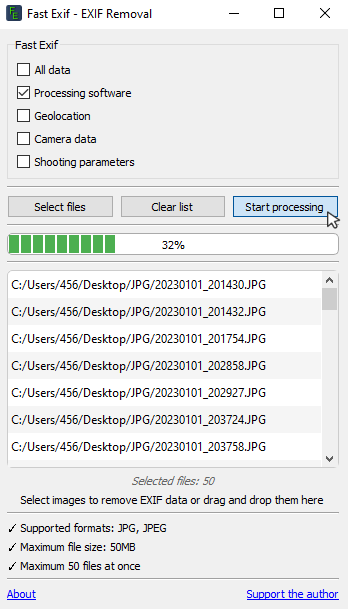 FE Fast Exif - EXIF Removal
Fast Exif
All data
Processing software
Geolocation
Camera data
Shooting parameters
Select files Clear list Start processing
32%
C:/Users/456/Desktop/JPG/20230101_201430.JPG
C:/Users/456/Desktop/JPG/20230101_201432.JPG
C:/Users/456/Desktop/JPG/20230101_201754.JPG
C:/Users/456/Desktop/JPG/20230101_202858.JPG
C:/Users/456/Desktop/JPG/20230101_202927.JPG
C:/Users/456/Desktop/JPG/20230101_203724.JPG
C:/Users/456/Desktop/JPG/20230101_203758.JPG
Selected files: 50
Select images to remove EXIF data or drag and drop them here
✓ Supported formats: JPG, JPEG
✓ Maximum file size: 50MB
✓ Maximum 50 files at once
About Support the author